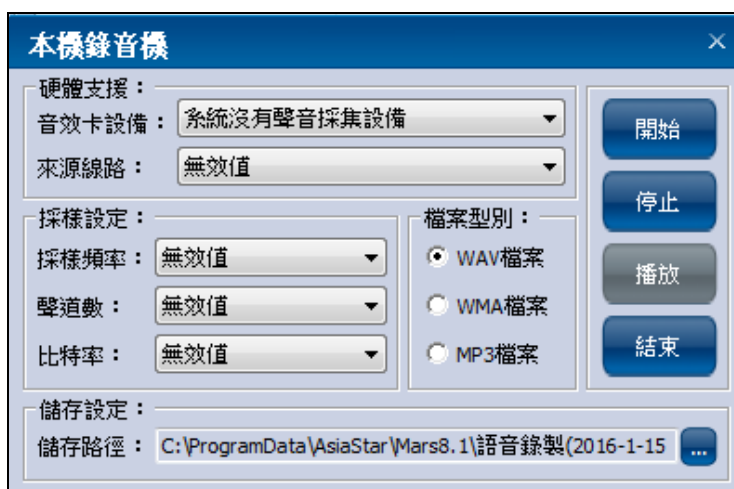 本機錄音機
硬體支援：
音效卡設備： 系統沒有聲音採集設備
來源線路： 無效值
開始
停止
播放
結束
採樣設定：
採樣頻率： 無效值
聲道數： 無效值
比特率： 無效值
檔案型別：
WAV檔案
WMA檔案
MP3檔案
儲存設定：
儲存路徑： C:\ProgramData\AsiaStar\Mars8.1\語音錄製(2016-1-15 ...